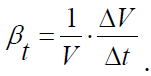 β_t = 1/V · ΔV/Δt .